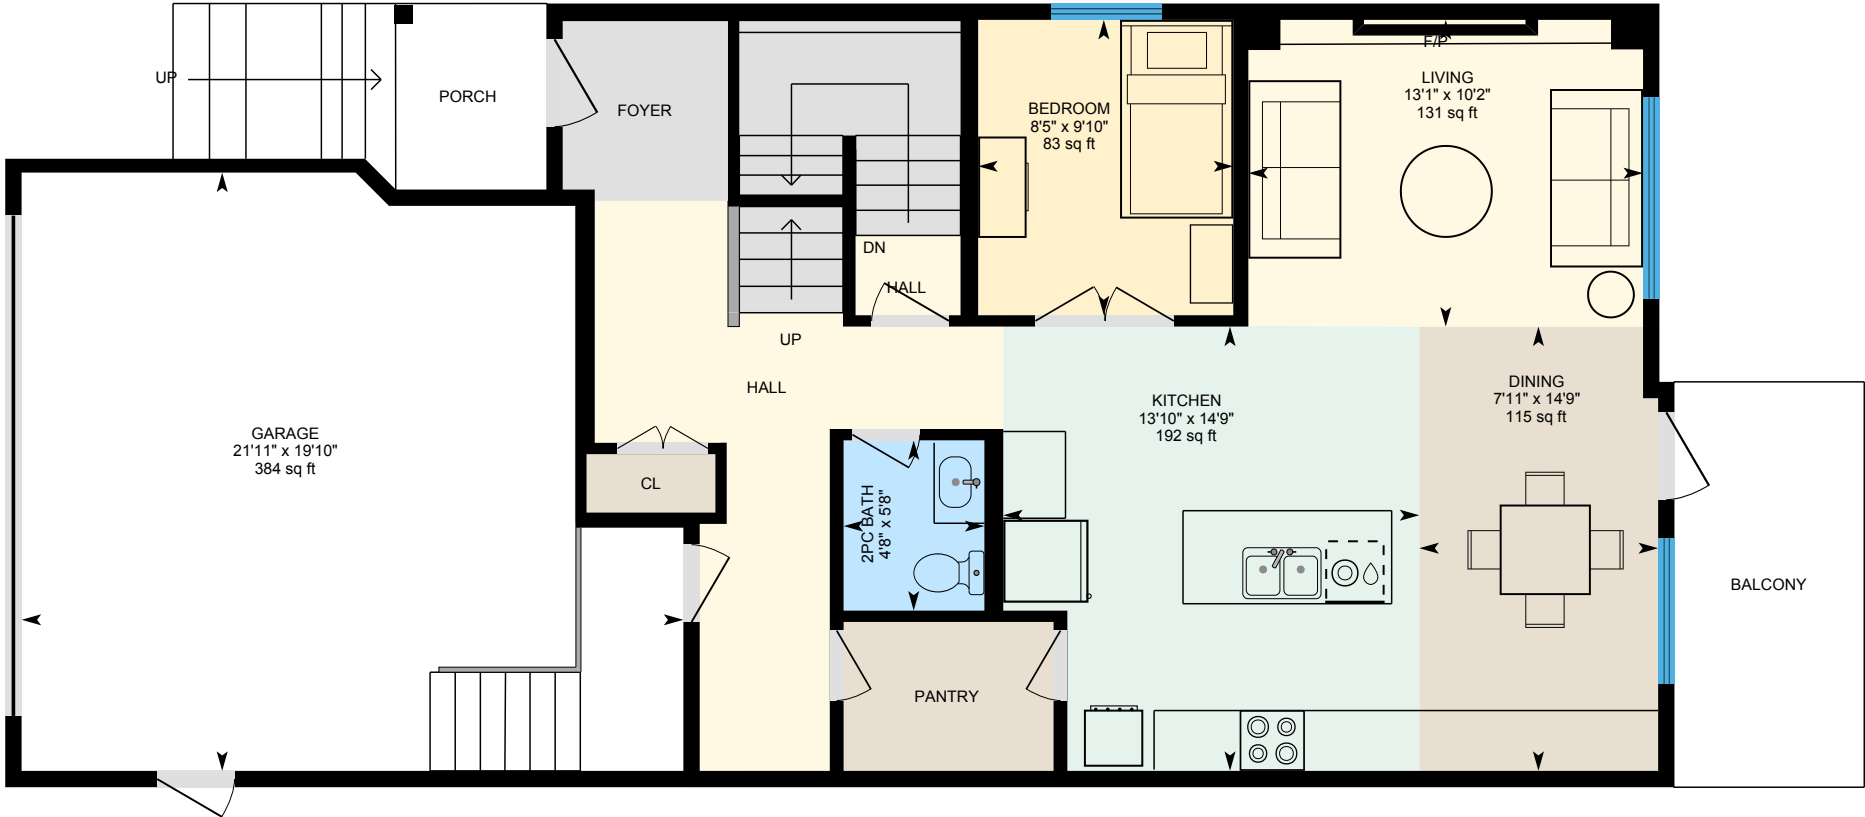 UP
PORCH
FOYER
BEDROOM
8'5" x 9'10"
83 sq ft
F/P
LIVING
13'1" x 10'2"
131 sq ft
DN
HALL
UP
HALL
KITCHEN
13'10" x 14'9"
192 sq ft
DINING
7'11" x 14'9"
115 sq ft
GARAGE
21'11" x 19'10"
384 sq ft
CL
2PC BATH
4'8" x 5'8"
BALCONY
PANTRY